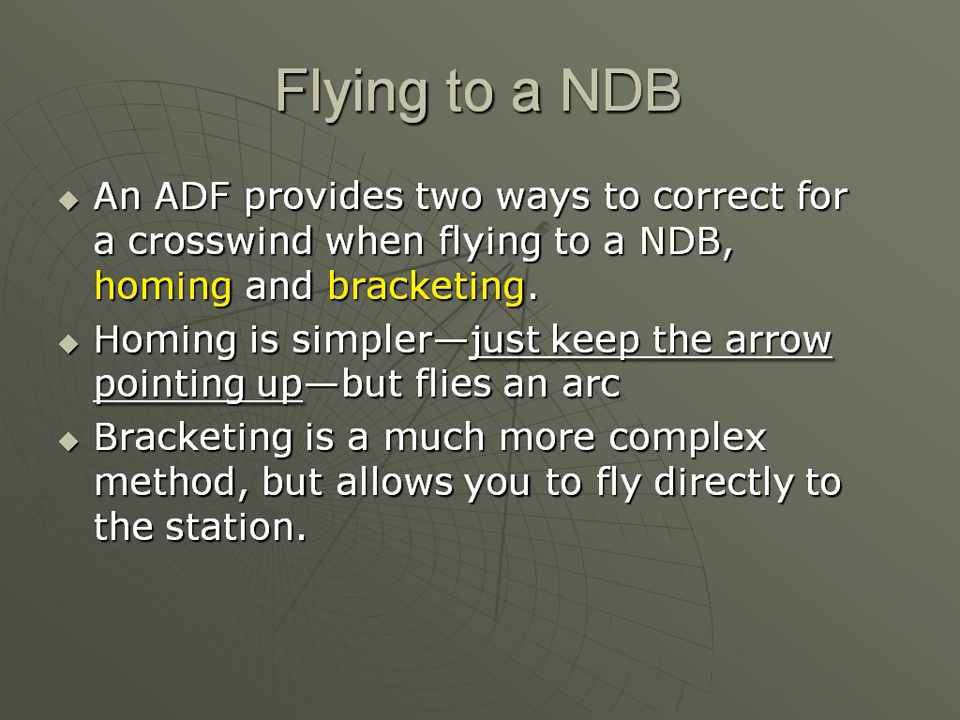 Flying to a NDB
An ADF provides two ways to correct for
a crosswind when flying to a NDB,
homing and bracketing.
Homing is simpler—just keep the arrow
pointing up—but flies an arc
Bracketing is a much more complex
method, but allows you to fly directly to
the station.